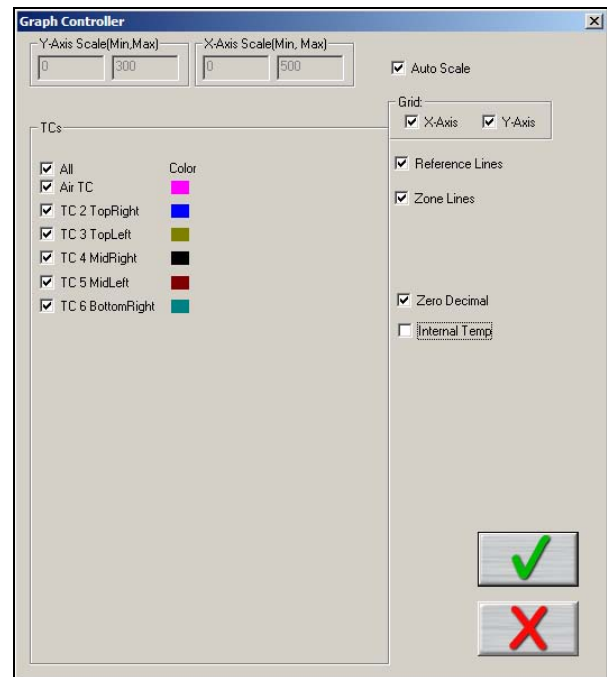 Graph Controller
Y-Axis Scale(Min,Max)
X-Axis Scale(Min, Max)
0
300
0
500
Auto Scale
Grid:
X-Axis
Y-Axis
TCs
Reference Lines
All
Color
Air TC
Zone Lines
TC 2 TopRight
TC 3 TopLeft
TC 4 MidRight
TC 5 MidLeft
TC 6 BottomRight
Zero Decimal
Internal Temp